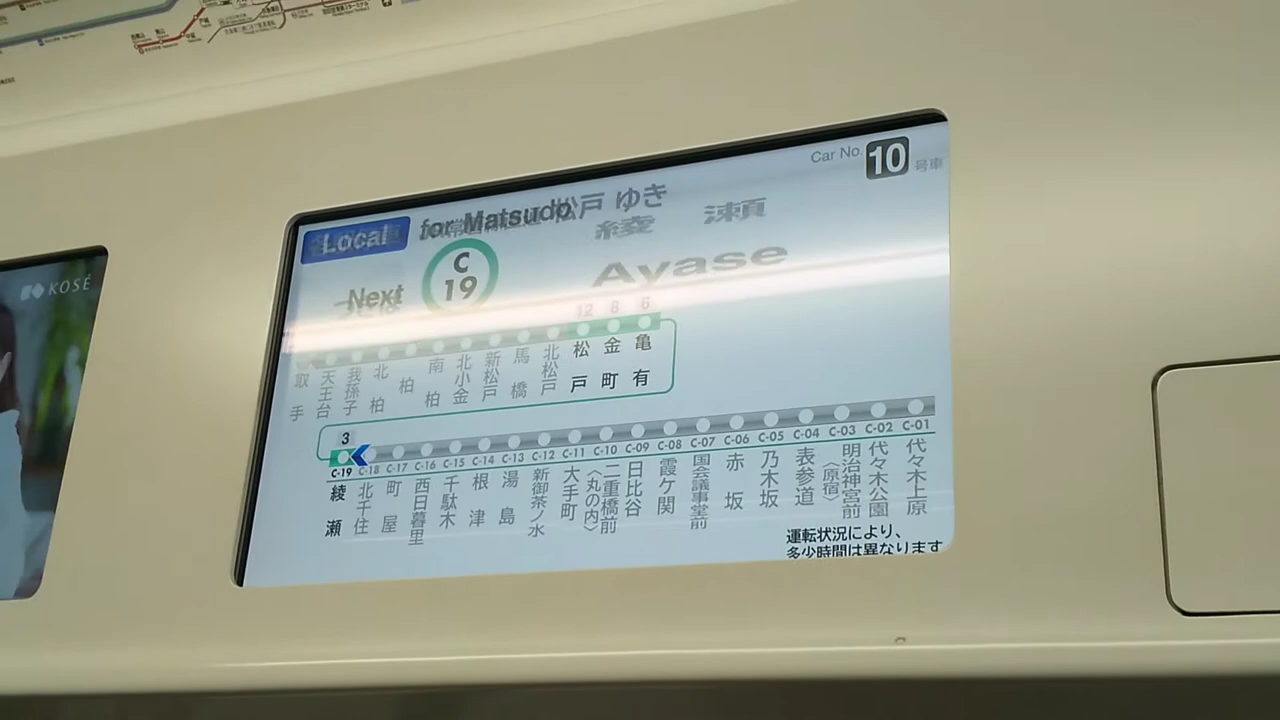 KOSÉ
Car No. 10 号車
Local for Matsudo 松戸 ゆき
綾 瀬
Next C 19 Ayase
12 8 6
取手 天王台 我孫子 北柏 柏 南柏 北小金 新松戸 馬橋 北松戸 松戸 金町 亀有
3
C-19 C-18 C-17 C-16 C-15 C-14 C-13 C-12 C-11 C-10 C-09 C-08 C-07 C-06 C-05 C-04 C-03 C-02 C-01
綾瀬 北千住 町屋 西日暮里 千駄木 根津 湯島 新御茶ノ水 大手町 二重橋前〈丸の内〉 日比谷 霞ケ関 国会議事堂前 赤坂 乃木坂 表参道 明治神宮前〈原宿〉 代々木公園 代々木上原
運転状況により、
多少時間は異なります